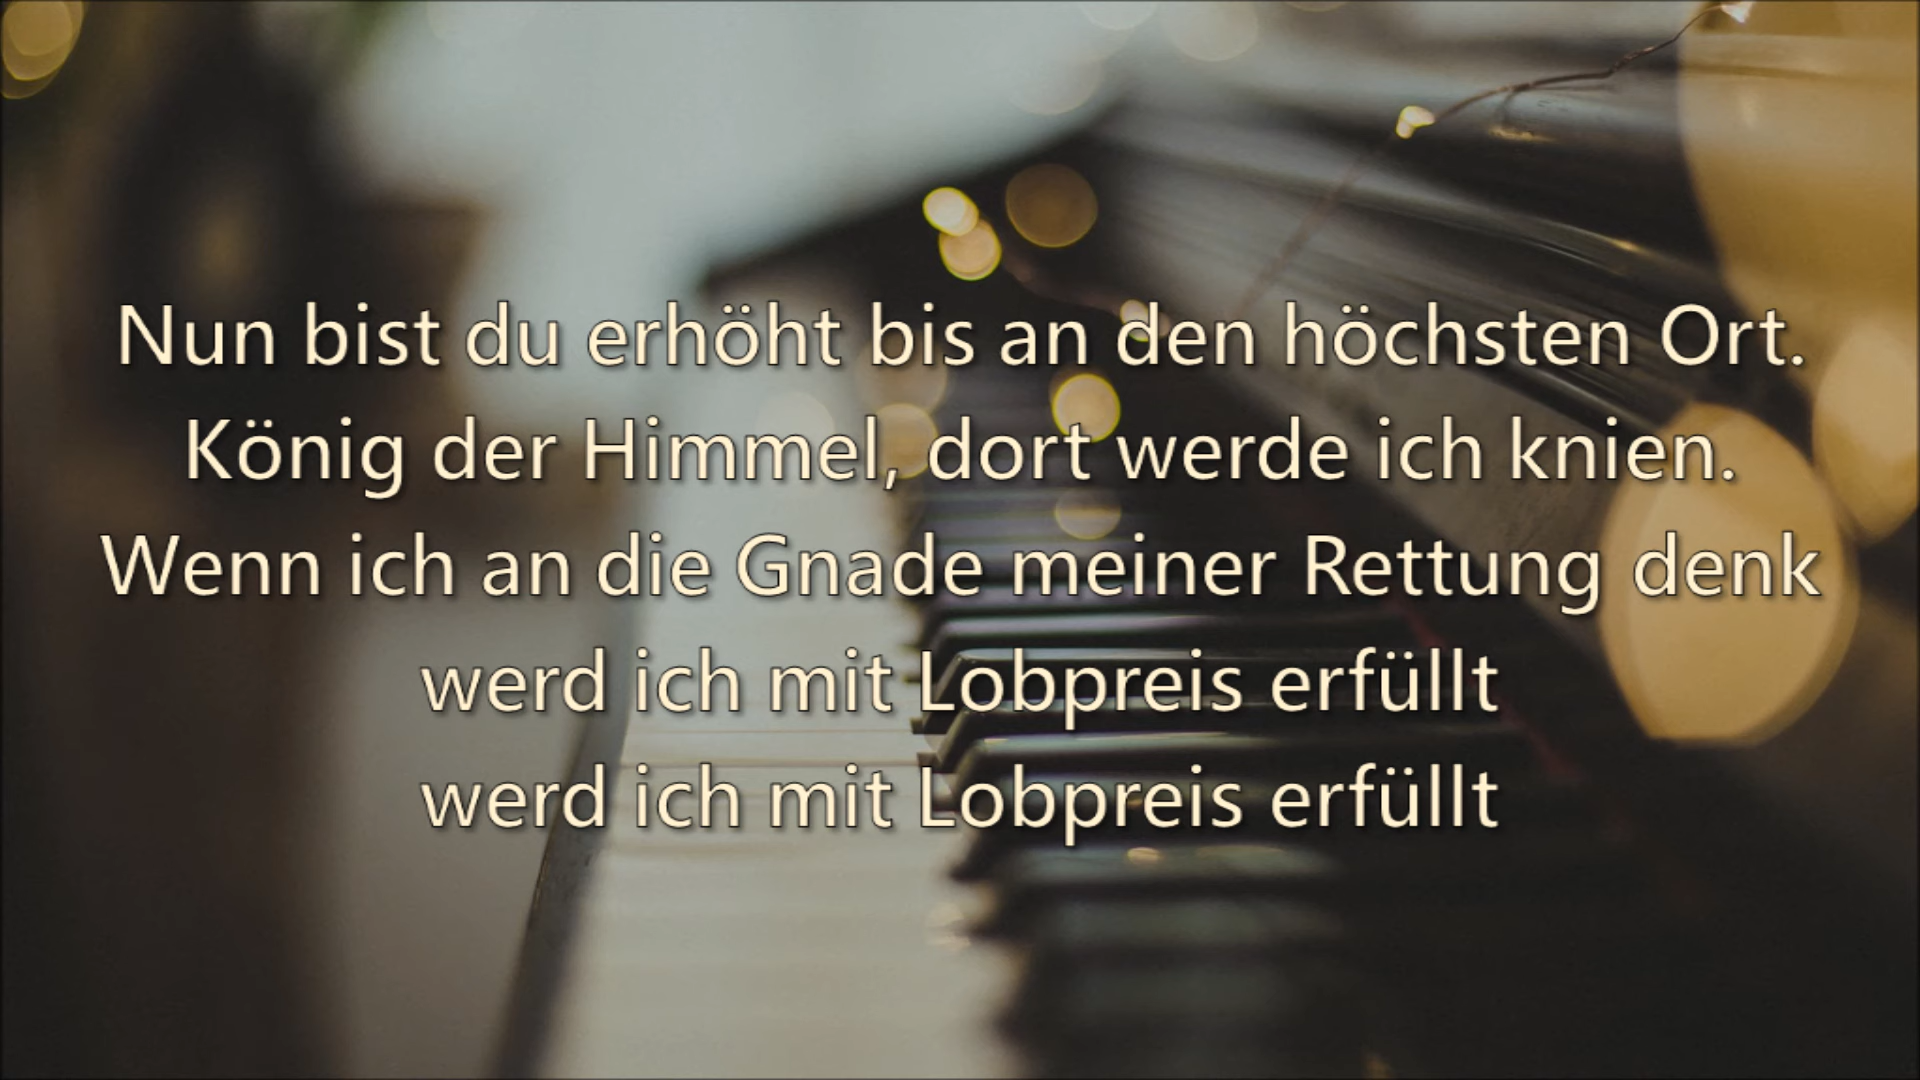 Nun bist du erhöht bis an den höchsten Ort.
König der Himmel, dort werde ich knien.
Wenn ich an die Gnade meiner Rettung denk
werd ich mit Lobpreis erfüllt
werd ich mit Lobpreis erfüllt